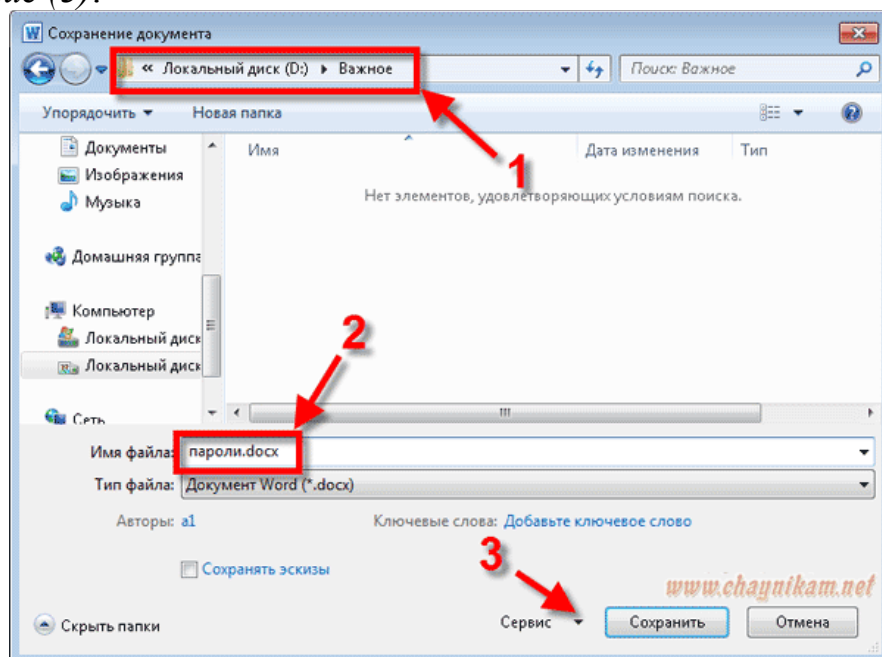 ие (3).
Сохранение документа
« Локальный диск (D:) Важное
Поиск: Важное
Упорядочить Новая папка
Документы
Изображения
Музыка
Домашняя группа
Компьютер
Локальный диск
Локальный диск
Сеть
Имя Дата изменения Тип
Нет элементов, удовлетворяющих условиям поиска.
1
2
Имя файла: пароли.docx
Тип файла: Документ Word (*.docx)
Авторы: a1 Ключевые слова: Добавьте ключевое слово
Сохранять эскизы
3
www.chaynikam.net
Скрыть папки Сервис Сохранить Отмена